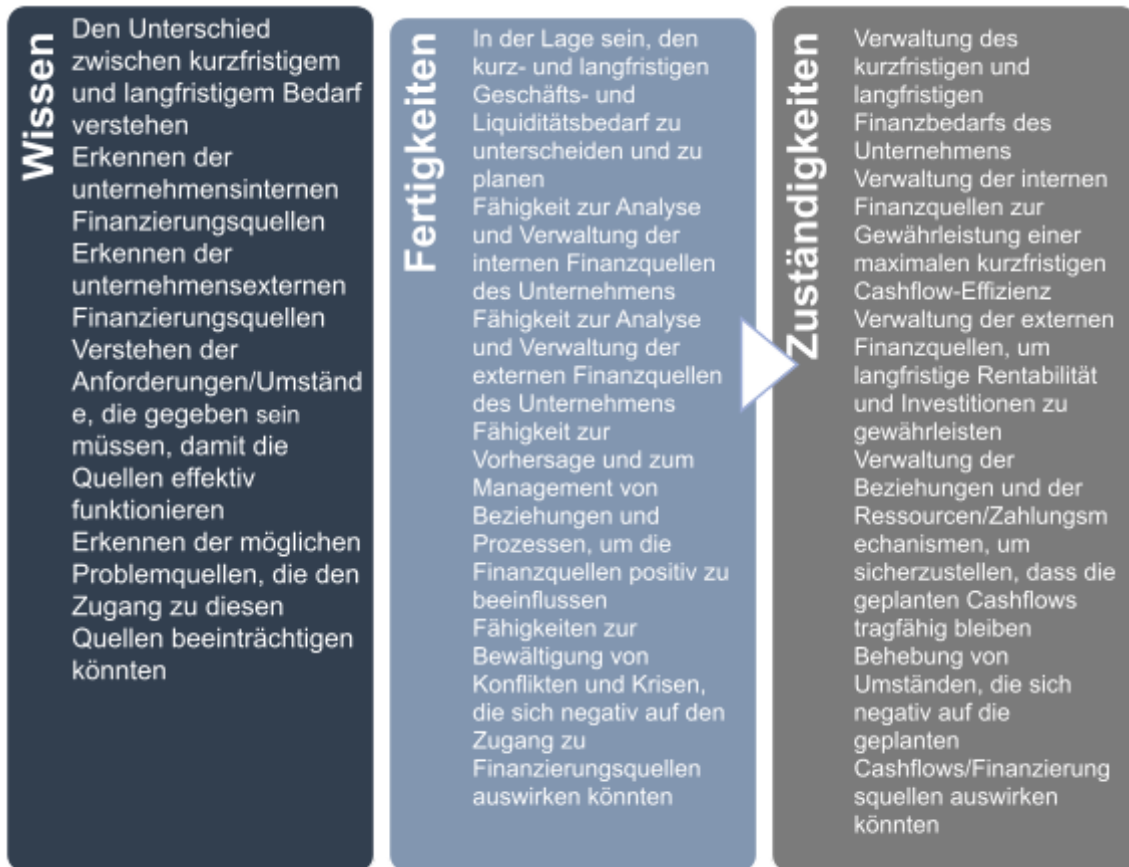 Wissen
Den Unterschied
zwischen kurzfristigem
und langfristigem Bedarf
verstehen
Erkennen der
unternehmensinternen
Finanzierungsquellen
Erkennen der
unternehmensexternen
Finanzierungsquellen
Verstehen der
Anforderungen/Umständ
e, die gegeben sein
müssen, damit die
Quellen effektiv
funktionieren
Erkennen der möglichen
Problemquellen, die den
Zugang zu diesen
Quellen beeinträchtigen
könnten
Fertigkeiten
In der Lage sein, den
kurz- und langfristigen
Geschäfts- und
Liquiditätsbedarf zu
unterscheiden und zu
planen
Fähigkeit zur Analyse
und Verwaltung der
internen Finanzquellen
des Unternehmens
Fähigkeit zur Analyse
und Verwaltung der
externen Finanzquellen
des Unternehmens
Fähigkeit zur
Vorhersage und zum
Management von
Beziehungen und
Prozessen, um die
Finanzquellen positiv zu
beeinflussen
Fähigkeiten zur
Bewältigung von
Konflikten und Krisen,
die sich negativ auf den
Zugang zu
Finanzierungsquellen
auswirken könnten
Zuständigkeiten
Verwaltung des
kurzfristigen und
langfristigen
Finanzbedarfs des
Unternehmens
Verwaltung der internen
Finanzquellen zur
Gewährleistung einer
maximalen kurzfristigen
Cashflow-Effizienz
Verwaltung der externen
Finanzquellen, um
langfristige Rentabilität
und Investitionen zu
gewährleisten
Verwaltung der
Beziehungen und der
Ressourcen/Zahlungsm
echanismen, um
sicherzustellen, dass die
geplanten Cashflows
tragfähig bleiben
Behebung von
Umständen, die sich
negativ auf die
geplanten
Cashflows/Finanzierung
squellen auswirken
könnten